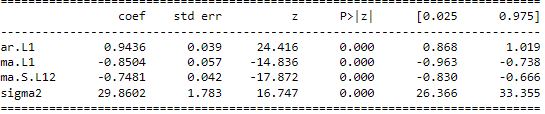 coef std err z P>|z| [0.025 0.975]
ar.L1 0.9436 0.039 24.416 0.000 0.868 1.019
ma.L1 -0.8504 0.057 -14.836 0.000 -0.963 -0.738
ma.S.L12 -0.7481 0.042 -17.872 0.000 -0.830 -0.666
sigma2 29.8602 1.783 16.747 0.000 26.366 33.355